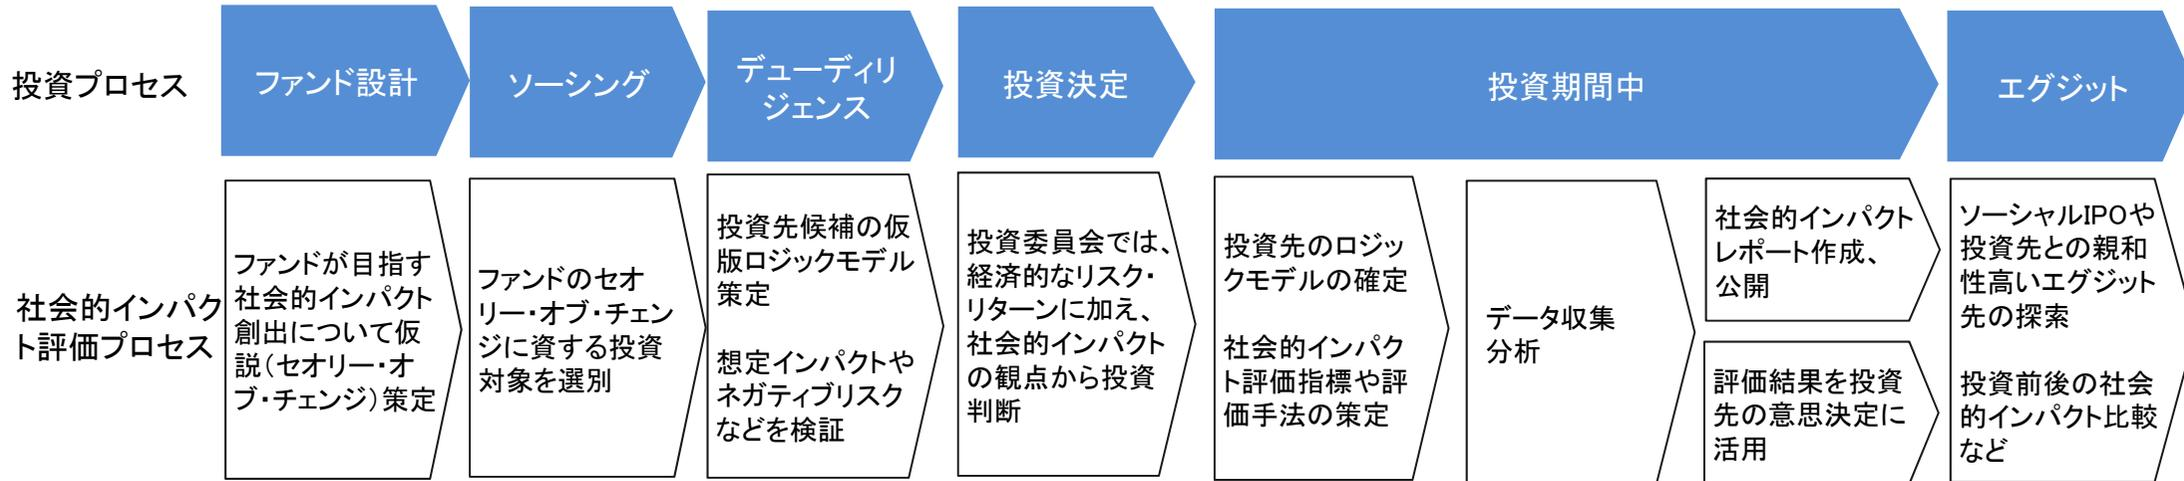 投資プロセス
ファンド設計
ソーシング
デューディリ
ジェンス
投資決定
投資期間中
エグジット
社会的インパク
ト評価プロセス
ファンドが目指す
社会的インパクト
創出について仮
説（セオリー・オ
ブ・チェンジ）策定
ファンドのセオ
リー・オブ・チェン
ジに資する投資
対象を選別
投資先候補の仮
版ロジックモデル
策定
想定インパクトや
ネガティブリスク
などを検証
投資委員会では、
経済的なリスク・
リターンに加え、
社会的インパクト
の観点から投資
判断
投資先のロジッ
クモデルの確定
社会的インパク
ト評価指標や評
価手法の策定
データ収集
分析
社会的インパクト
レポート作成、
公開
評価結果を投資
先の意思決定に
活用
ソーシャルIPOや
投資先との親和
性高いエグジット
先の探索
投資前後の社会
的インパクト比較
など